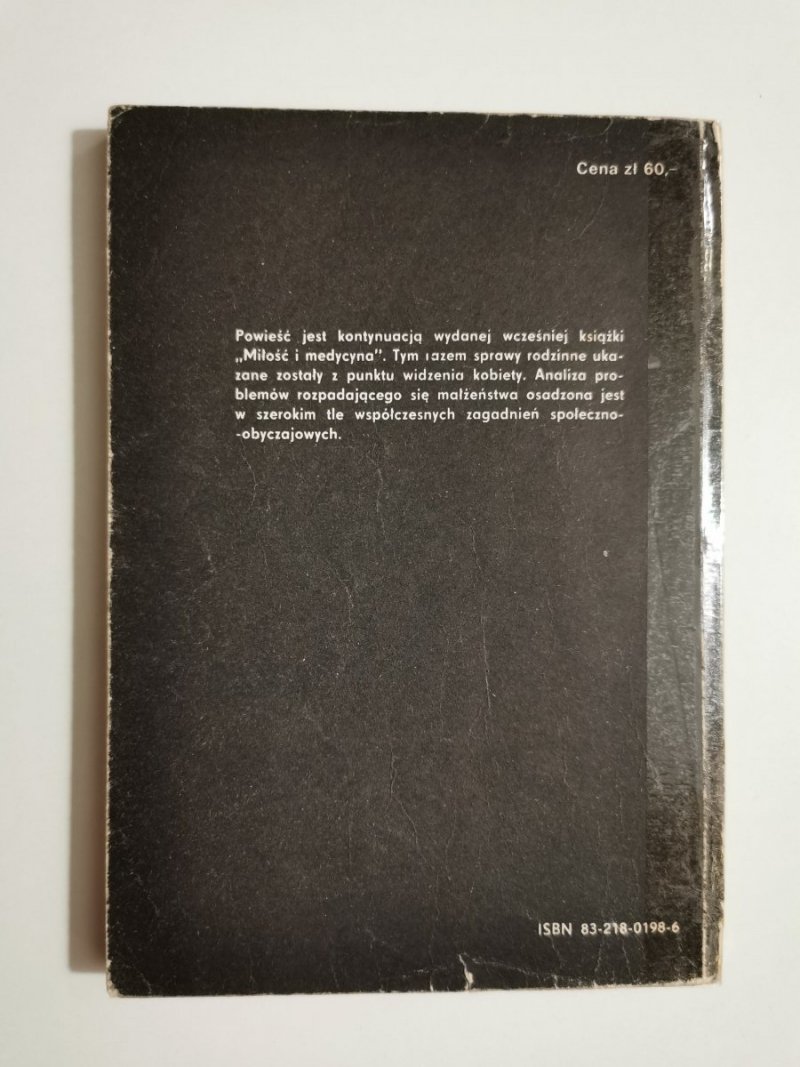 Cena zł 60,–
Powieść jest kontynuacją wydanej wcześniej książki
„Miłość i medycyna". Tym razem sprawy rodzinne uka-
zane zostały z punktu widzenia kobiety. Analiza pro-
blemów rozpadającego się małżeństwa osadzona jest
w szerokim tle współczesnych zagadnień społeczno-
-obyczajowych.
ISBN 83-218-0198-6